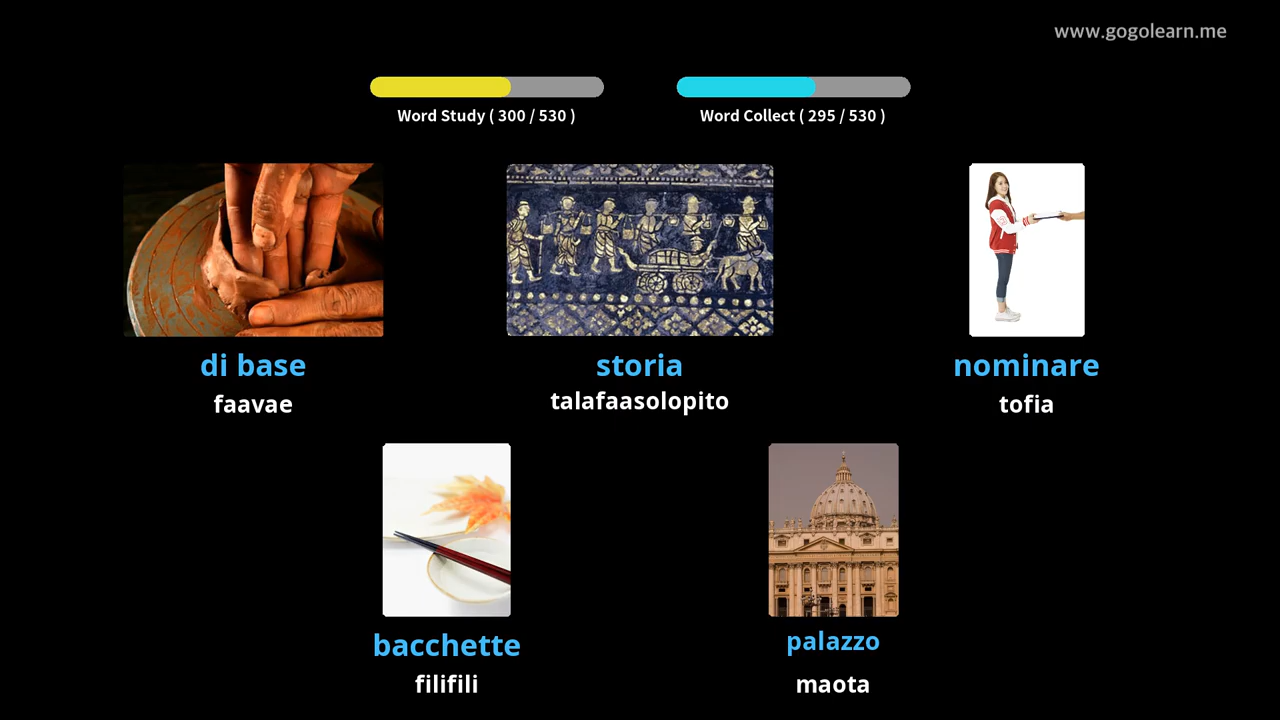 www.gogolearn.me
Word Study ( 300 / 530 )
Word Collect ( 295 / 530 )
di base
faavae
storia
talafaasolopito
nominare
tofia
bacchette
filifili
palazzo
maota